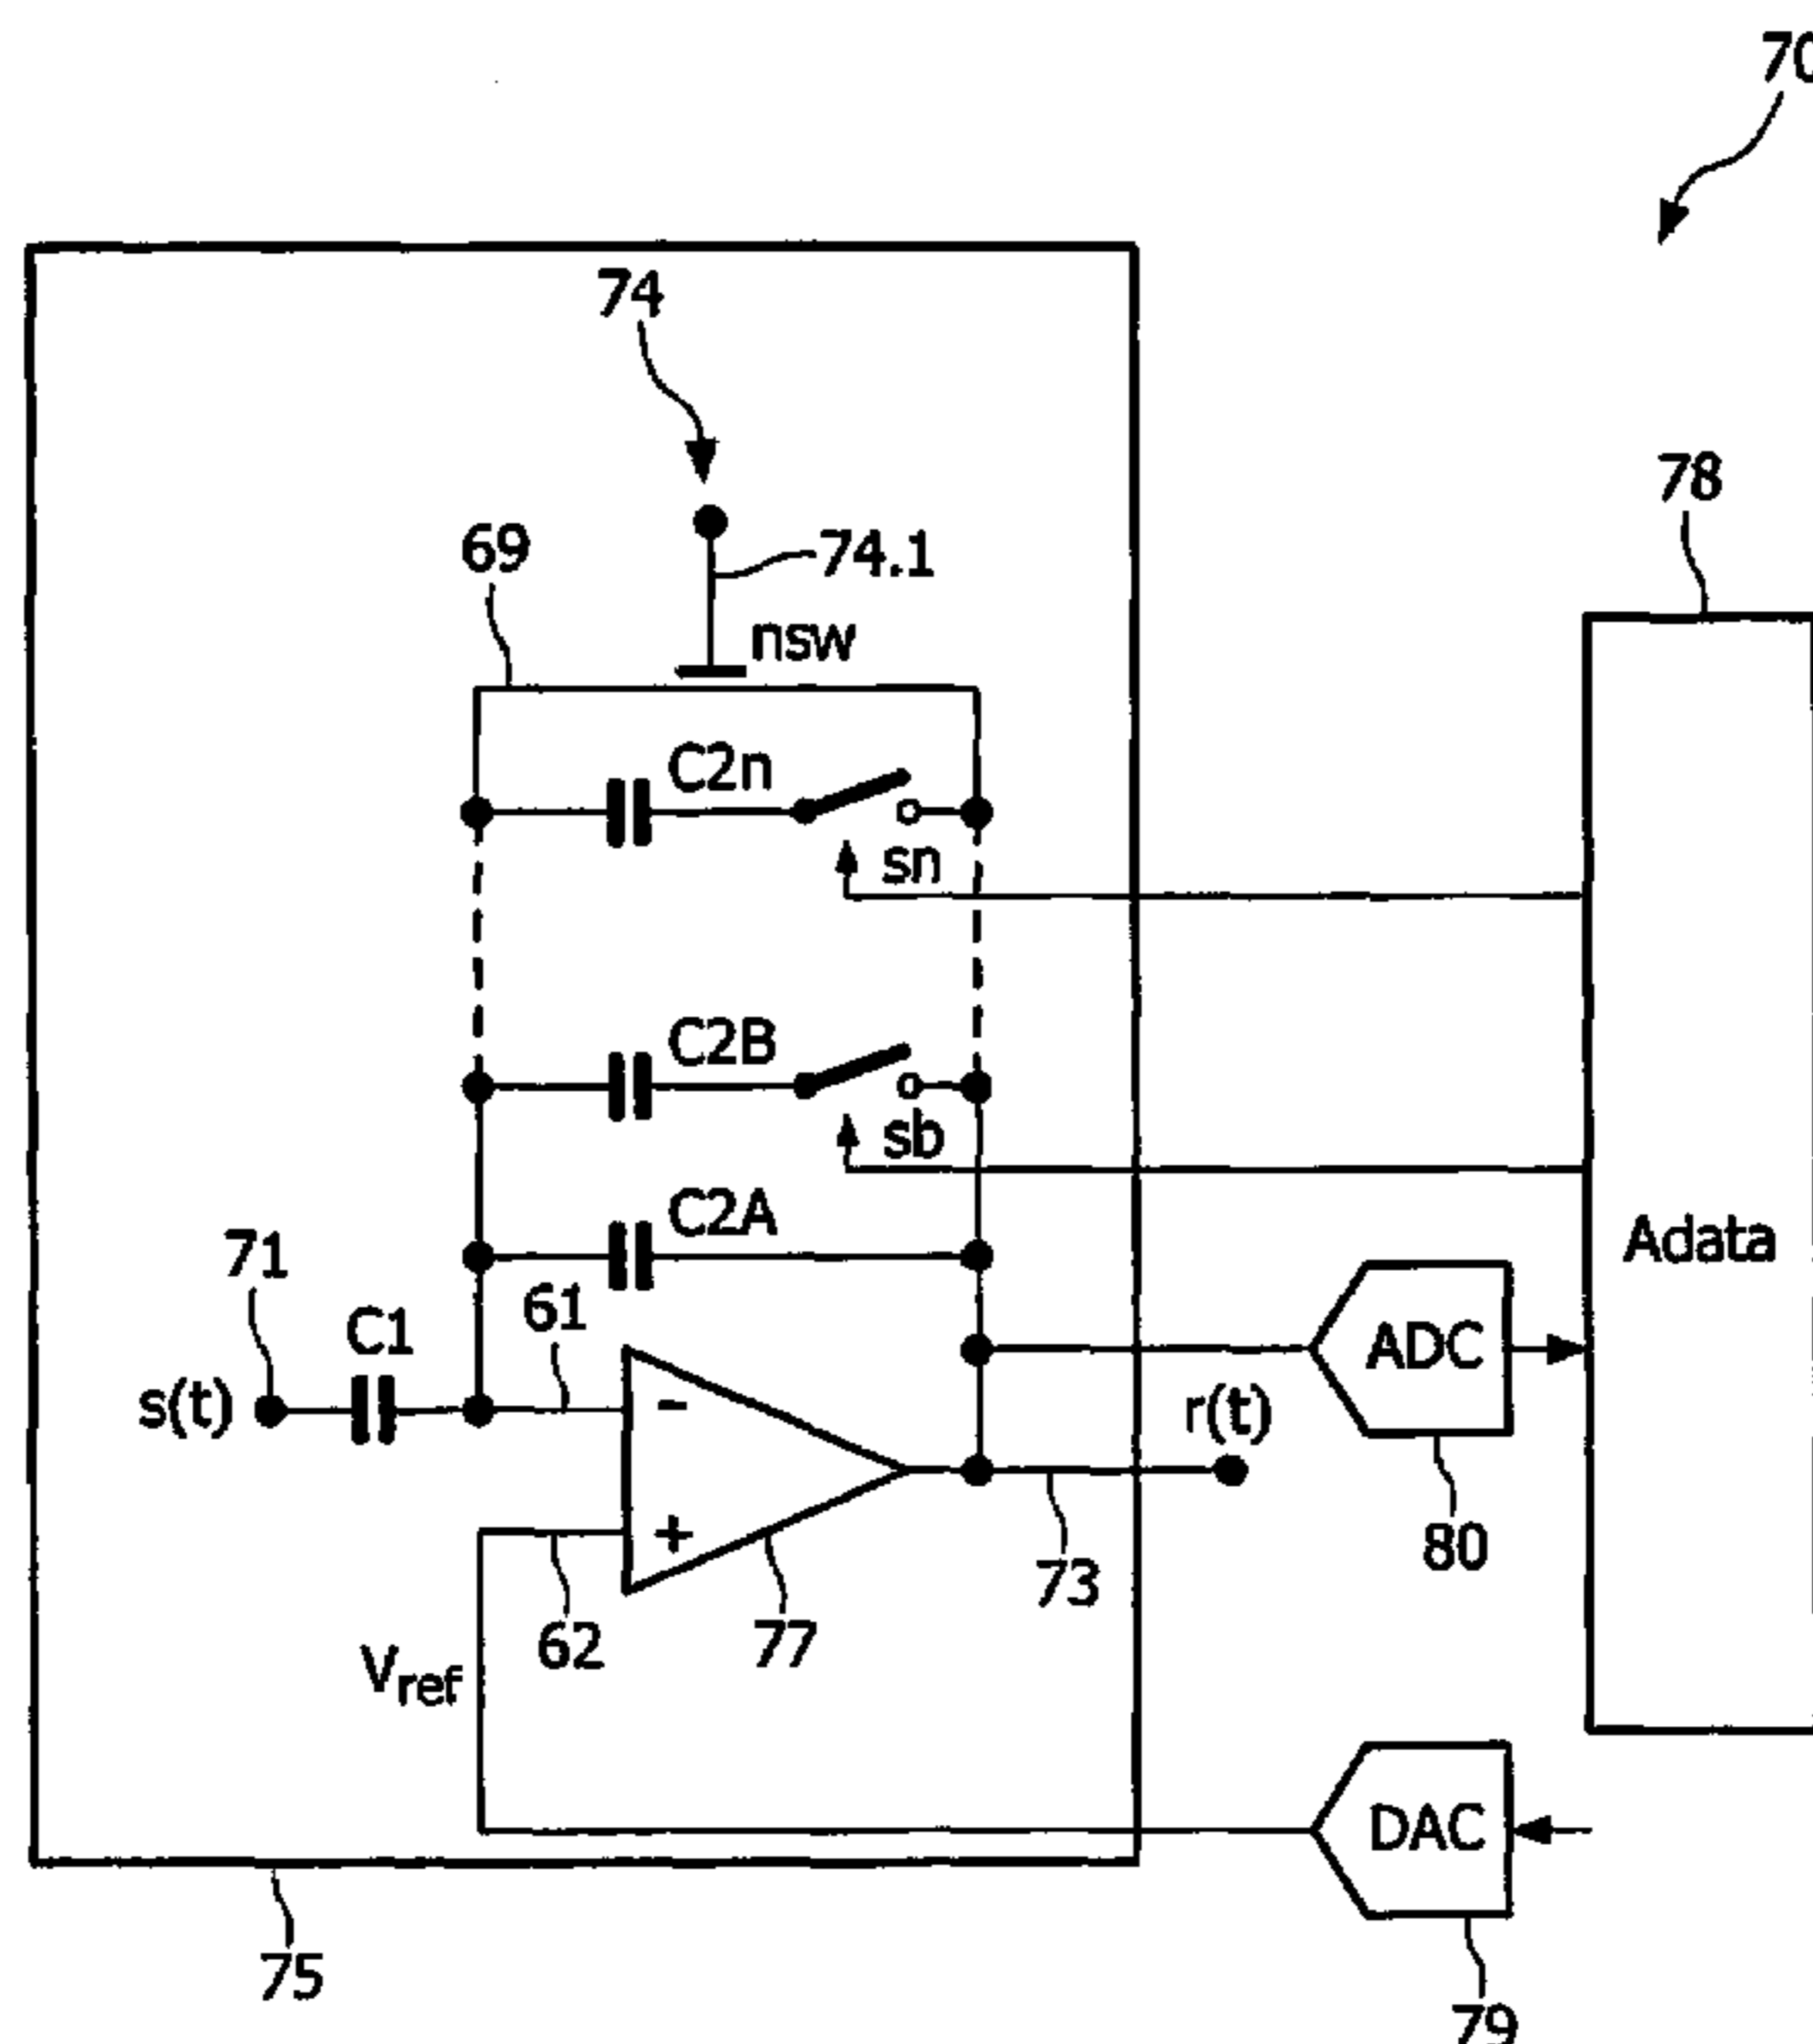 70
74
78
69
74.1
nsw
C2n
sn
C2B
sb
C2A
Adata
71
61
C1
ADC
s(t)
-
r(t)
+
80
73
62
77
Vref
DAC
75
79